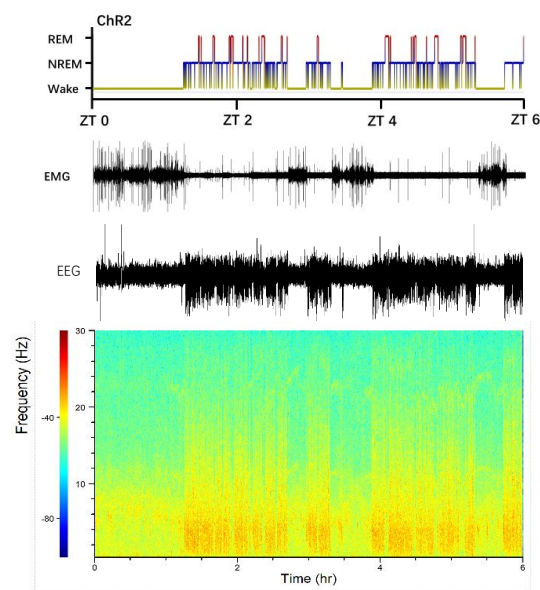 ChR2
REM
NREM
Wake
ZT 0 ZT 2 ZT 4 ZT 6
EMG
EEG
Frequency (Hz)
30
20
10
-40
-80
0 2 4 6
Time (hr)